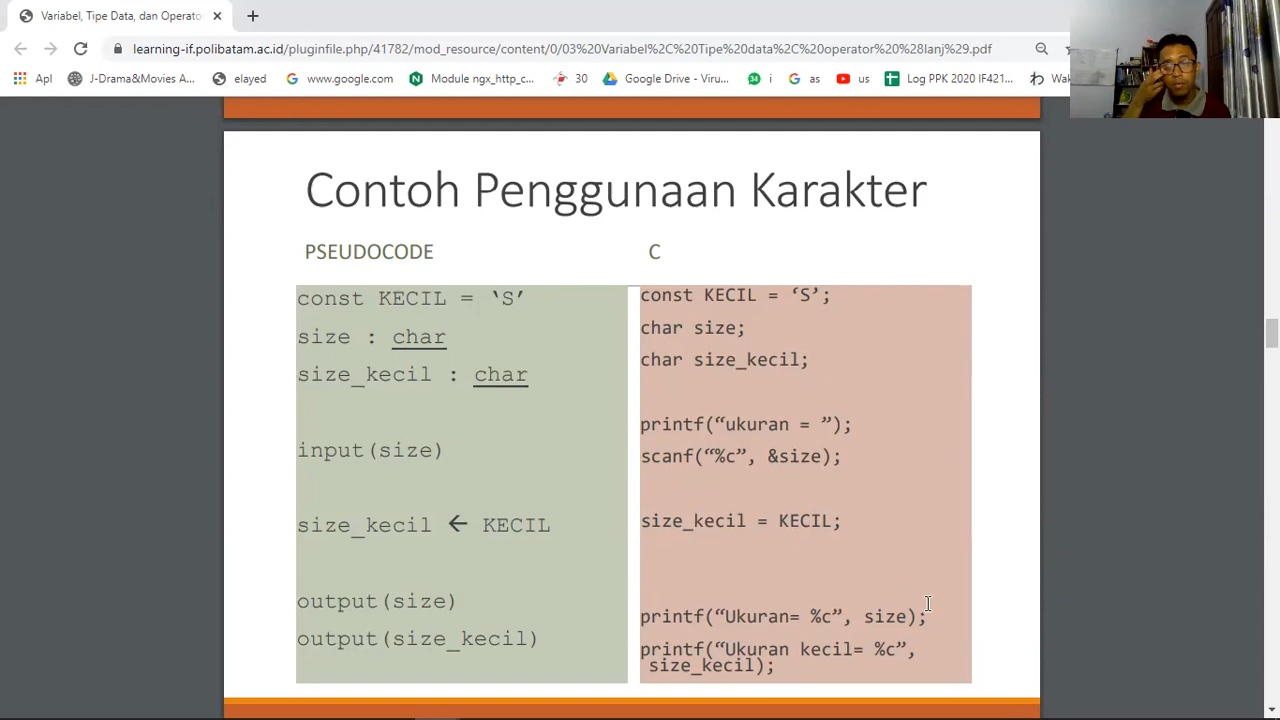 Variabel, Tipe Data, dan Operato
learning-if.polibatam.ac.id/pluginfile.php/41782/mod_resource/content/0/03%20Variabel%2C%20Tipe%20data%2C%20operator%20%28lanj%29.pdf
Apl J-Drama&Movies A... elayed www.google.com Module ngx_http_c... 30 Google Drive - Viru... 34 i as us Log PPK 2020 IF421... Wak
Contoh Penggunaan Karakter
PSEUDOCODE
const KECIL = ‘S’
size : char
size_kecil : char
input(size)
size_kecil ← KECIL
output(size)
output(size_kecil)
C
const KECIL = ‘S’;
char size;
char size_kecil;
printf(“ukuran = ”);
scanf(“%c”, &size);
size_kecil = KECIL;
printf(“Ukuran= %c”, size);
printf(“Ukuran kecil= %c”,
size_kecil);